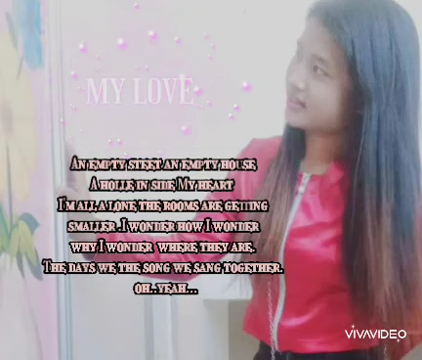 MY LOVE
AN EMPTY STEET AN EMPTY HOUSE
A HOLLE IN SIDE MY HEART
I'M ALL A LONE THE ROOMS ARE GETTING
SMALLER .I WONDER HOW I WONDER
WHY I WONDER WHERE THEY ARE.
THE DAYS WE THE SONG WE SANG TOGETHER.
OH..YEAH...
VIVAVIDEO